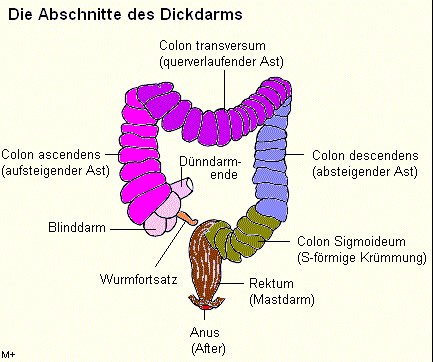 Die Abschnitte des Dickdarms
Colon transversum
(querverlaufender Ast)
Colon ascendens
(aufsteigender Ast)
Dünndarm-
ende
Colon descendens
(absteigender Ast)
Blinddarm
Colon Sigmoideum
(S-förmige Krümmung)
Wurmfortsatz
Rektum
(Mastdarm)
Anus
(After)
M+